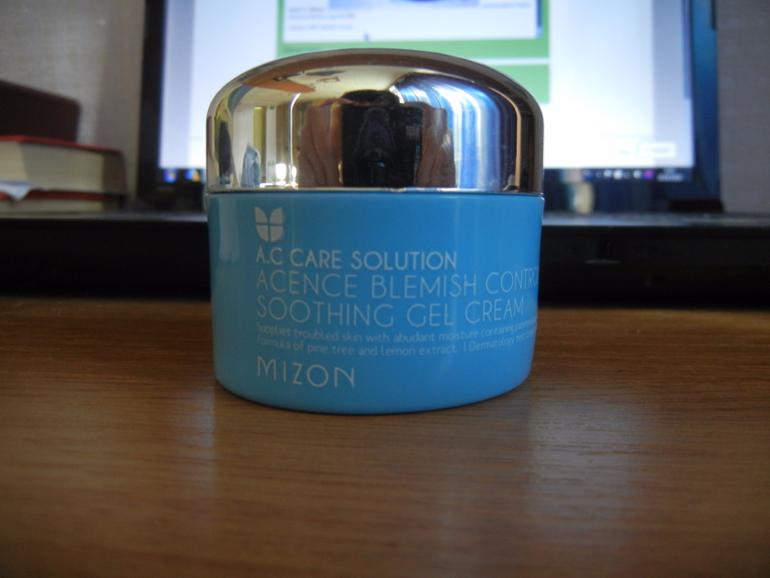 A.C CARE SOLUTION
ACENCE BLEMISH CONTRO
SOOTHING GEL CREAM
Supplies troubled skin with abudant moisture containing
formula of pine tree and lemon extract. | Dermatology
MIZON